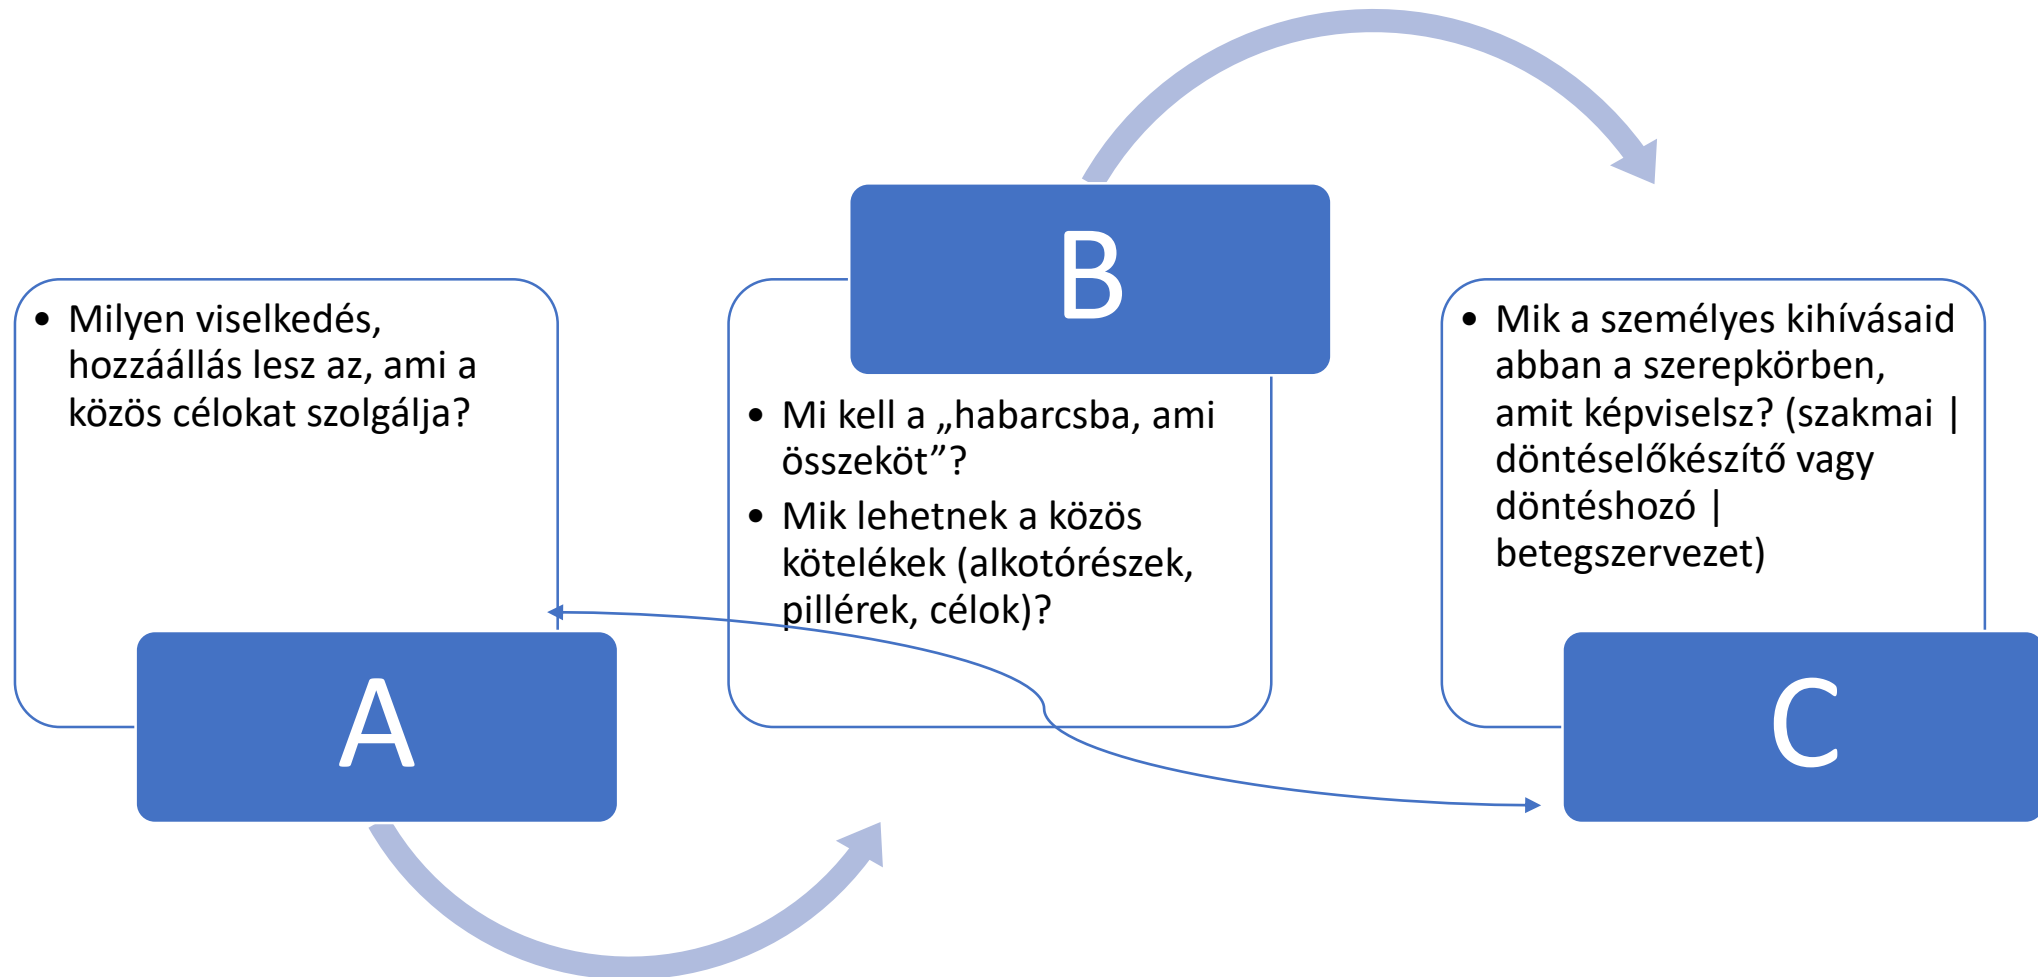 • Milyen viselkedés,
hozzáállás lesz az, ami a
közös célokat szolgálja?
A
B
• Mi kell a „habarcsba, ami
összeköt”?
• Mik lehetnek a közös
kötelékek (alkotórészek,
pillérek, célok)?
• Mik a személyes kihívásaid
abban a szerepkörben,
amit képviselsz? (szakmai |
döntéselőkészítő vagy
döntéshozó |
betegszervezet)
C